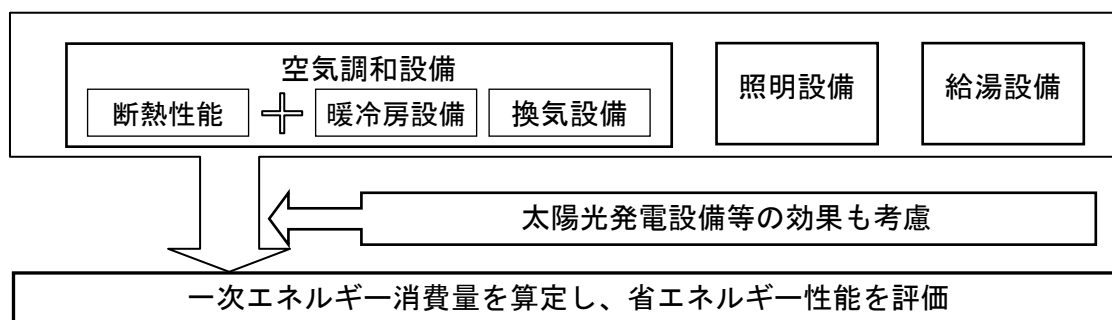 空気調和設備
断熱性能
暖冷房設備
換気設備
照明設備
給湯設備
太陽光発電設備等の効果も考慮
一次エネルギー消費量を算定し、省エネルギー性能を評価